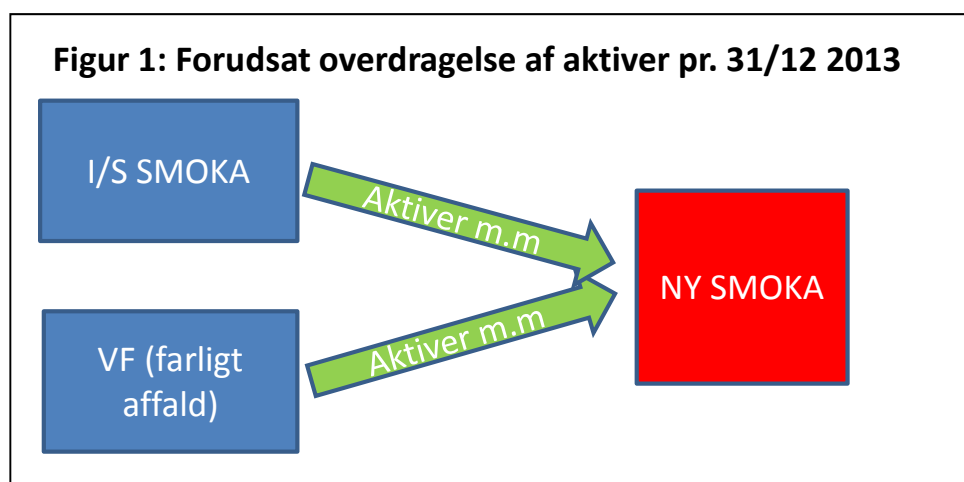 Figur 1: Forudsat overdragelse af aktiver pr. 31/12 2013
I/S SMOKA
Aktiver m.m
NY SMOKA
VF (farligt
affald)
Aktiver m.m